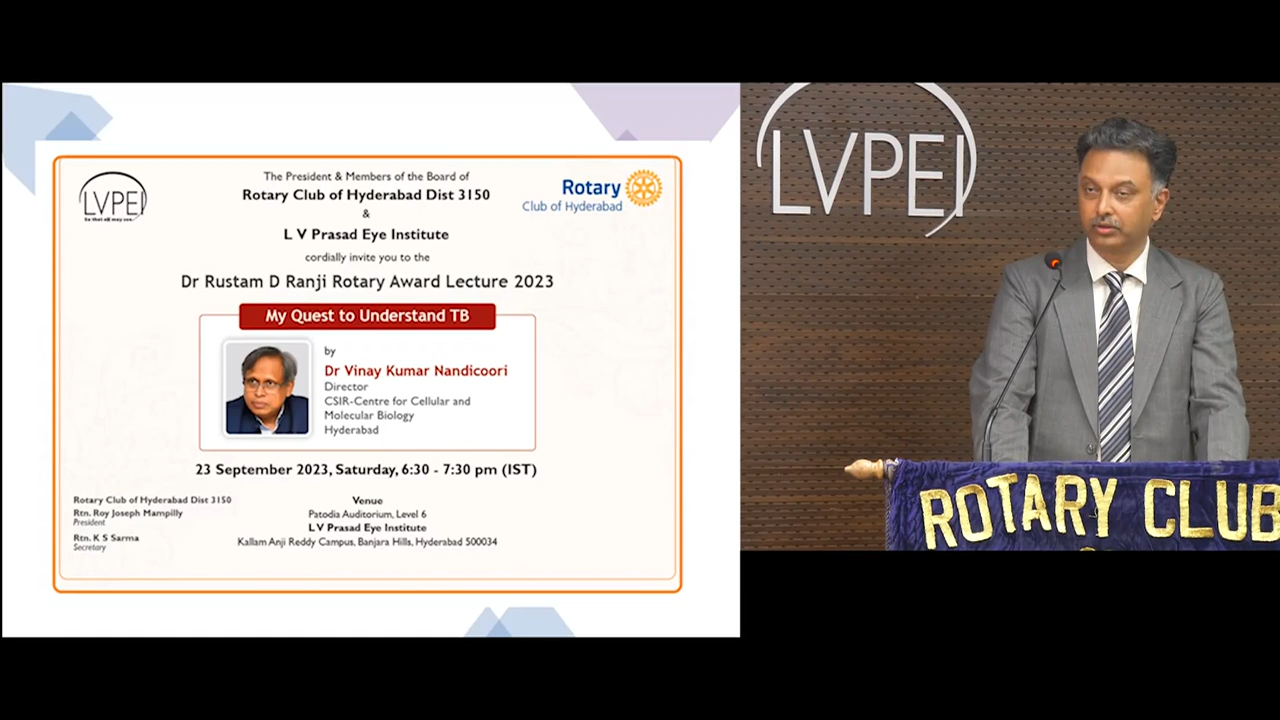 LVPEI
So that all may see
The President & Members of the Board of
Rotary Club of Hyderabad Dist 3150
&
L V Prasad Eye Institute
cordially invite you to the
Dr Rustam D Ranji Rotary Award Lecture 2023
Rotary
Club of Hyderabad
My Quest to Understand TB
by
Dr Vinay Kumar Nandicoori
Director
CSIR-Centre for Cellular and
Molecular Biology
Hyderabad
23 September 2023, Saturday, 6:30 - 7:30 pm (IST)
Rotary Club of Hyderabad Dist 3150
Rtn. Roy Joseph Mampilly
President
Rtn. K S Sarma
Secretary
Venue
Patodia Auditorium, Level 6
L V Prasad Eye Institute
Kallam Anji Reddy Campus, Banjara Hills, Hyderabad 500034
LVPEI
ROTARY CLUB